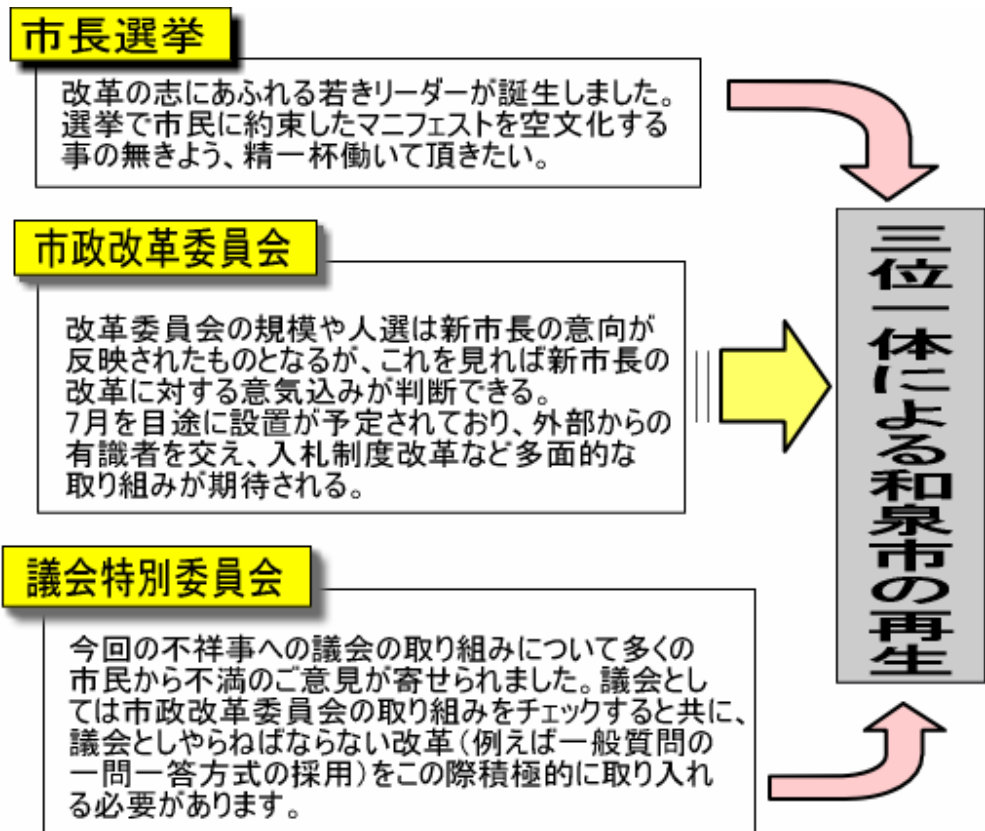 市長選挙
改革の志にあふれる若きリーダーが誕生しました。
選挙で市民に約束したマニフェストを空文化する
事の無きよう、精一杯働いて頂きたい。
市政改革委員会
改革委員会の規模や人選は新市長の意向が
反映されたものとなるが、これを見れば新市長の
改革に対する意気込みが判断できる。
7月を目途に設置が予定されており、外部からの
有識者を交え、入札制度改革など多面的な
取り組みが期待される。
議会特別委員会
今回の不祥事への議会の取り組みについて多くの
市民から不満のご意見が寄せられました。議会とし
ては市政改革委員会の取り組みをチェックすると共に、
議会としやらねばならない改革（例えば一般質問の
一問一答方式の採用）をこの際積極的に取り入れ
る必要があります。
三位一体による和泉市の再生